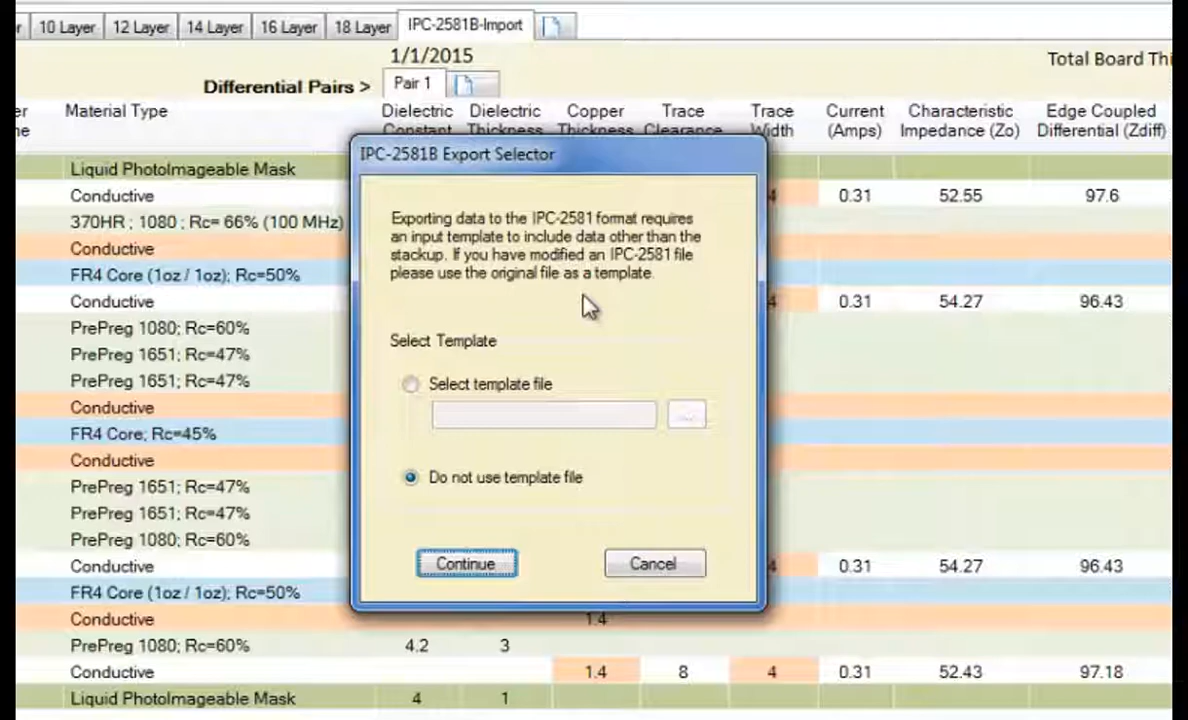 10 Layer 12 Layer 14 Layer 16 Layer 18 Layer IPC-2581B-Import
1/1/2015 Total Board Thi
Differential Pairs > Pair 1
Material Type Dielectric Dielectric Copper Trace Trace Current Characteristic Edge Coupled
Constant Thickness Thickness Clearance Width (Amps) Impedance (Zo) Differential (Zdiff)
IPC-2581B Export Selector
Liquid PhotoImageable Mask
Conductive 4 0.31 52.55 97.6
370HR ; 1080 ; Rc= 66% (100 MHz)
Exporting data to the IPC-2581 format requires
an input template to include data other than the
stackup. If you have modified an IPC-2581 file
please use the original file as a template.
Conductive
FR4 Core (1oz / 1oz); Rc=50%
Conductive 4 0.31 54.27 96.43
PrePreg 1080; Rc=60%
Select Template
PrePreg 1651; Rc=47%
PrePreg 1651; Rc=47%
Select template file
...
Conductive
FR4 Core; Rc=45%
Conductive
Do not use template file
PrePreg 1651; Rc=47%
PrePreg 1651; Rc=47%
PrePreg 1080; Rc=60%
Continue Cancel
Conductive 4 0.31 54.27 96.43
FR4 Core (1oz / 1oz); Rc=50%
Conductive 1.4
PrePreg 1080; Rc=60% 4.2 3
Conductive 1.4 8 4 0.31 52.43 97.18
Liquid PhotoImageable Mask 4 1